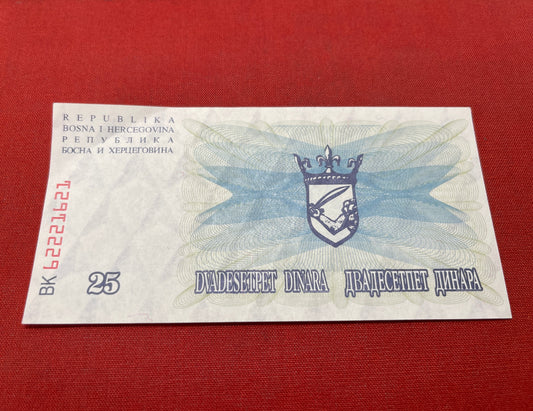 REPUBLIKA
BOSNA I HERCEGOVINA
РЕПУБЛИКА
БОСНА И ХЕРЦЕГОВИНА
BK 62221621
25
DVADESETPET DINARA ДВАДЕСЕТПЕТ ДИНАРА